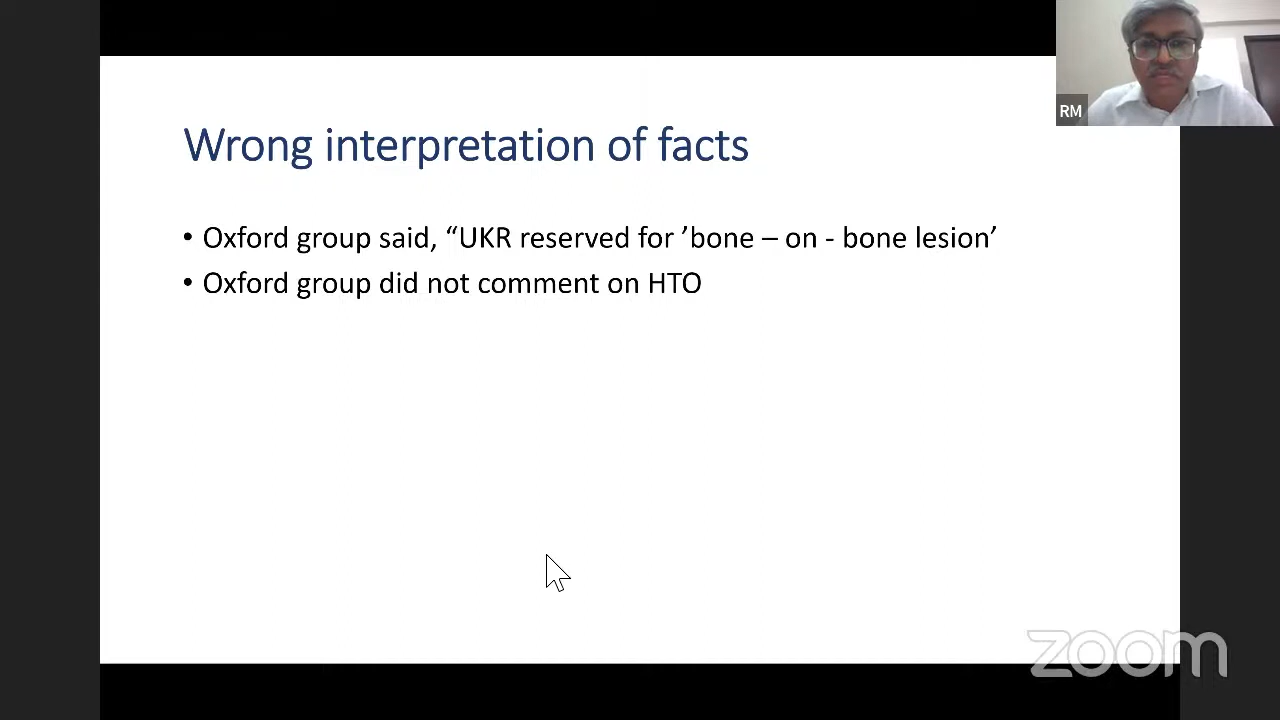 RM
Wrong interpretation of facts
• Oxford group said, “UKR reserved for ’bone – on - bone lesion’
• Oxford group did not comment on HTO
zoom